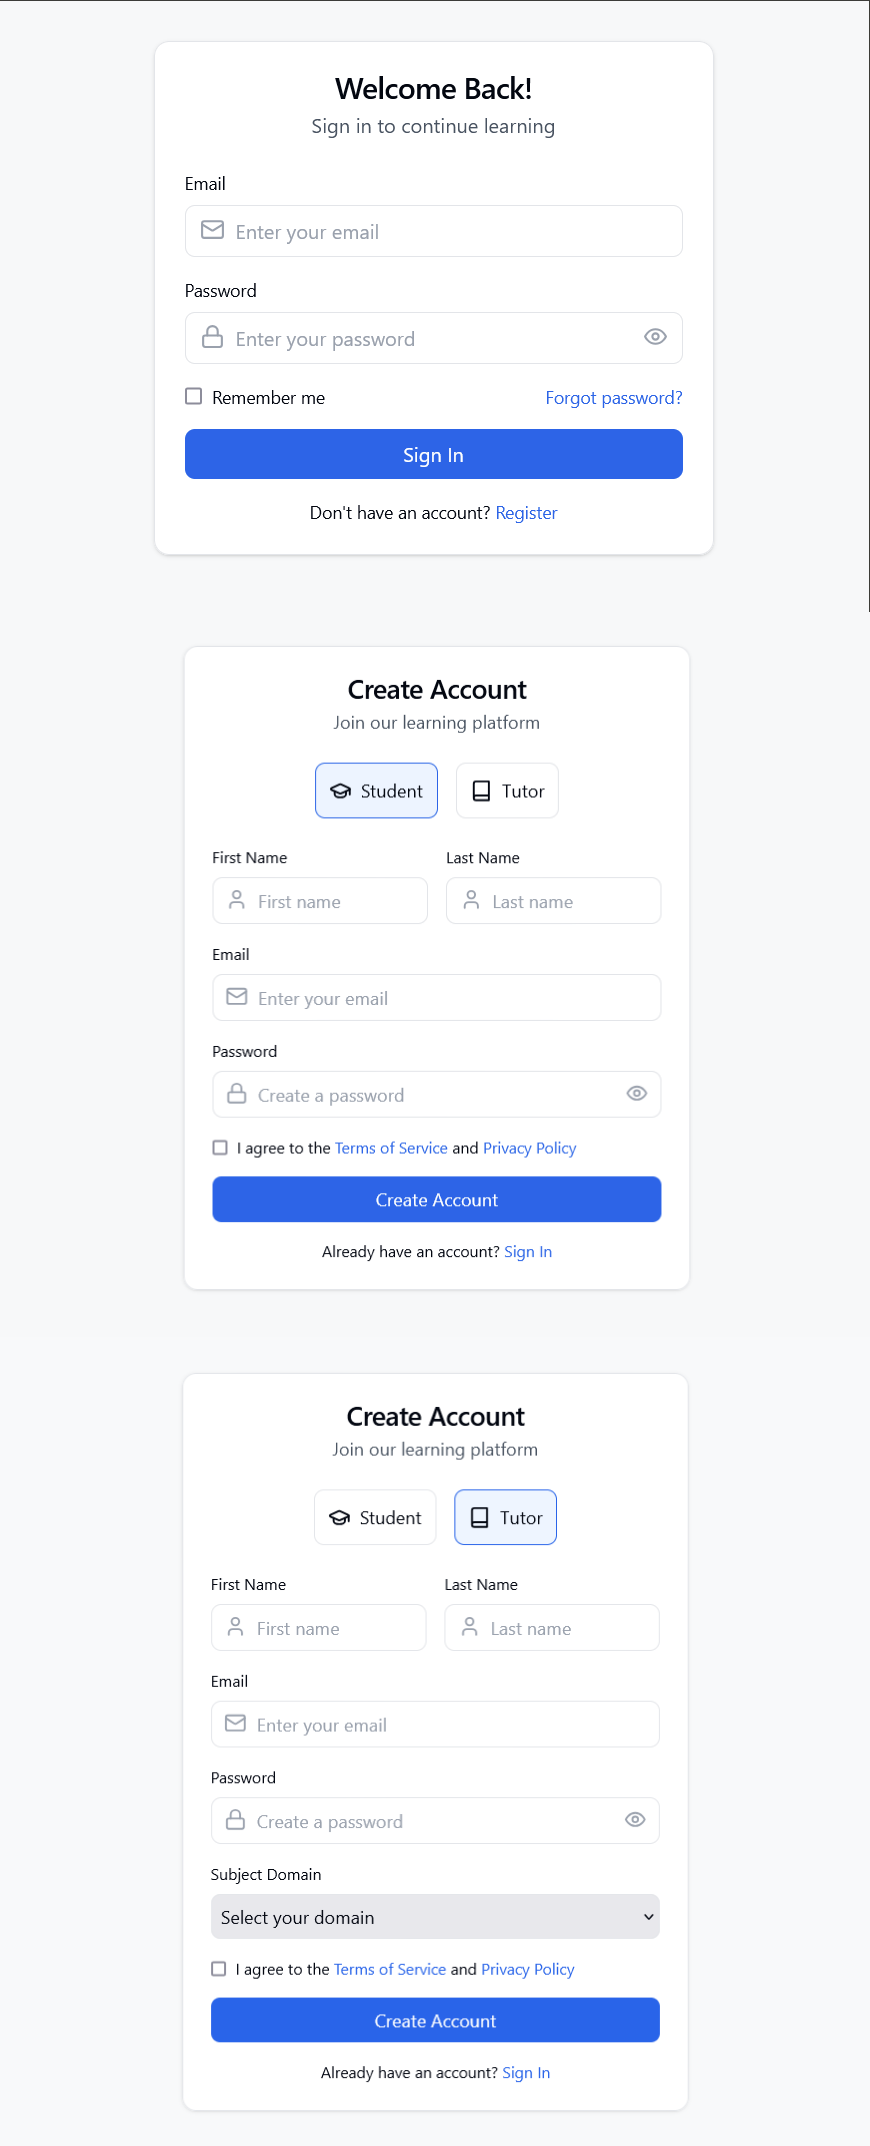 Welcome Back!
Sign in to continue learning
Email
Enter your email
Password
Enter your password
Remember me Forgot password?
Sign In
Don't have an account? Register
Create Account
Join our learning platform
Student Tutor
First Name Last Name
First name Last name
Email
Enter your email
Password
Create a password
I agree to the Terms of Service and Privacy Policy
Create Account
Already have an account? Sign In
Create Account
Join our learning platform
Student Tutor
First Name Last Name
First name Last name
Email
Enter your email
Password
Create a password
Subject Domain
Select your domain
I agree to the Terms of Service and Privacy Policy
Create Account
Already have an account? Sign In